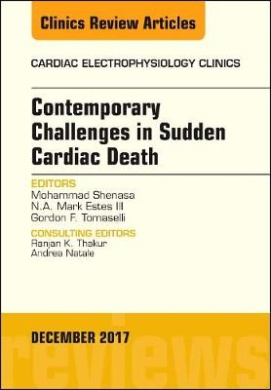 Clinics Review Articles
CARDIAC ELECTROPHYSIOLOGY CLINICS
Contemporary
Challenges in Sudden
Cardiac Death
EDITORS
Mohammad Shenasa
N.A. Mark Estes III
Gordon F. Tomaselli
CONSULTING EDITORS
Ranjan K. Thakur
Andrea Natale
DECEMBER 2017
reviews